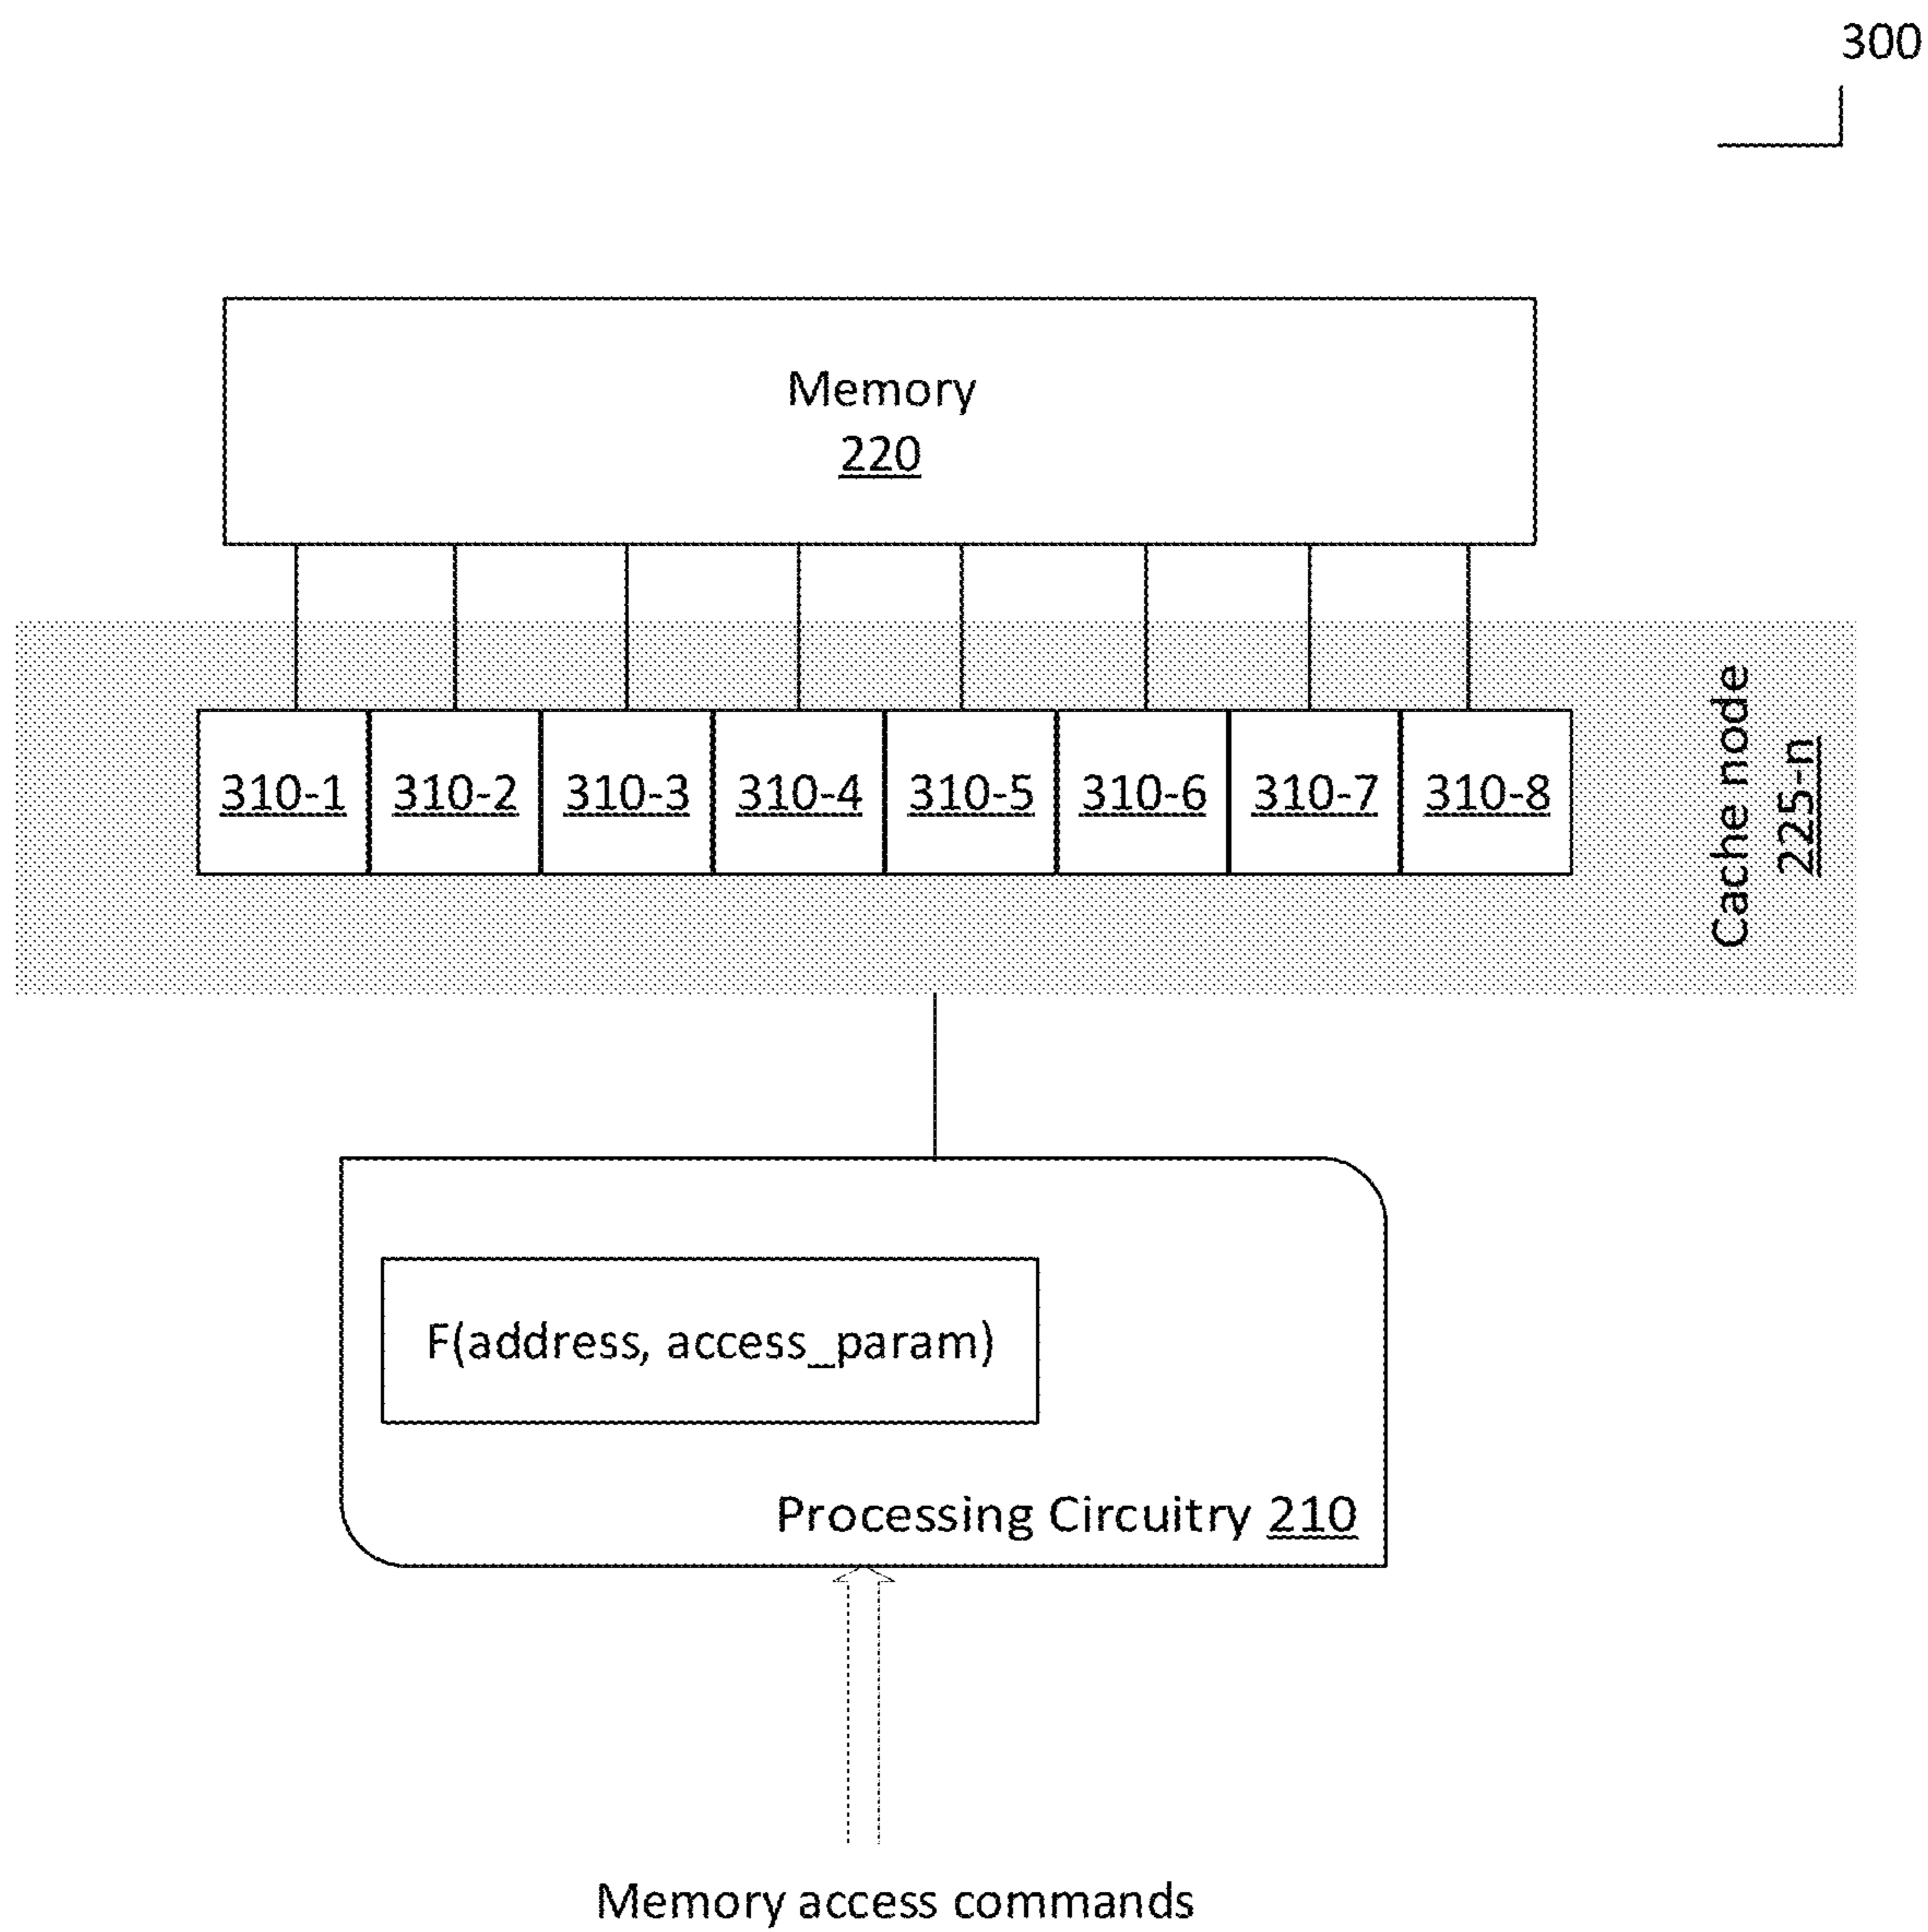 300
Memory
220
310-1 310-2 310-3 310-4 310-5 310-6 310-7 310-8
Cache node
225-n
F(address, access_param)
Processing Circuitry 210
Memory access commands